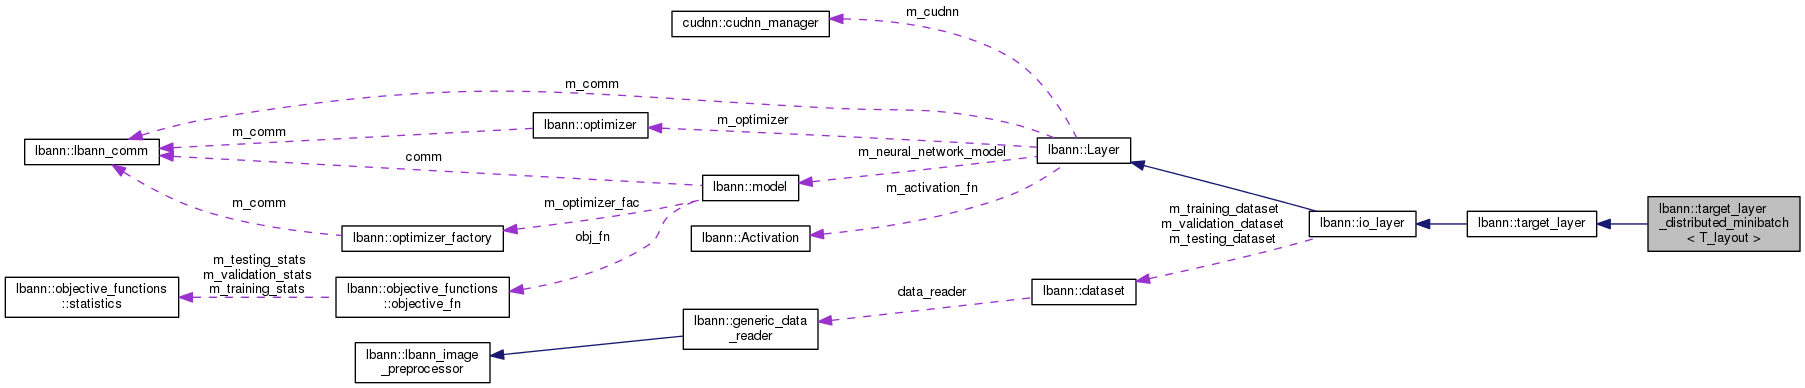 m_cudnn
cudnn::cudnn_manager
m_comm
lbann::optimizer
m_optimizer
m_comm
lbann::lbann_comm
lbann::Layer
comm
m_neural_network_model
lbann::model
m_activation_fn
m_optimizer_fac
m_comm
lbann::optimizer_factory
obj_fn
lbann::Activation
m_training_dataset
m_validation_dataset
m_testing_dataset
lbann::io_layer
lbann::target_layer
lbann::target_layer
_distributed_minibatch
< T_layout >
m_testing_stats
m_validation_stats
m_training_stats
lbann::objective_functions
::statistics
lbann::objective_functions
::objective_fn
data_reader
lbann::dataset
lbann::generic_data
_reader
lbann::lbann_image
_preprocessor